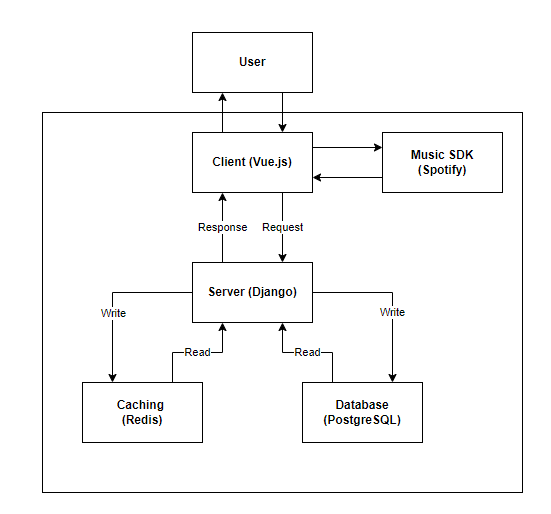 User
Client (Vue.js)
Music SDK
(Spotify)
Response
Request
Server (Django)
Write
Write
Read
Read
Caching
(Redis)
Database
(PostgreSQL)